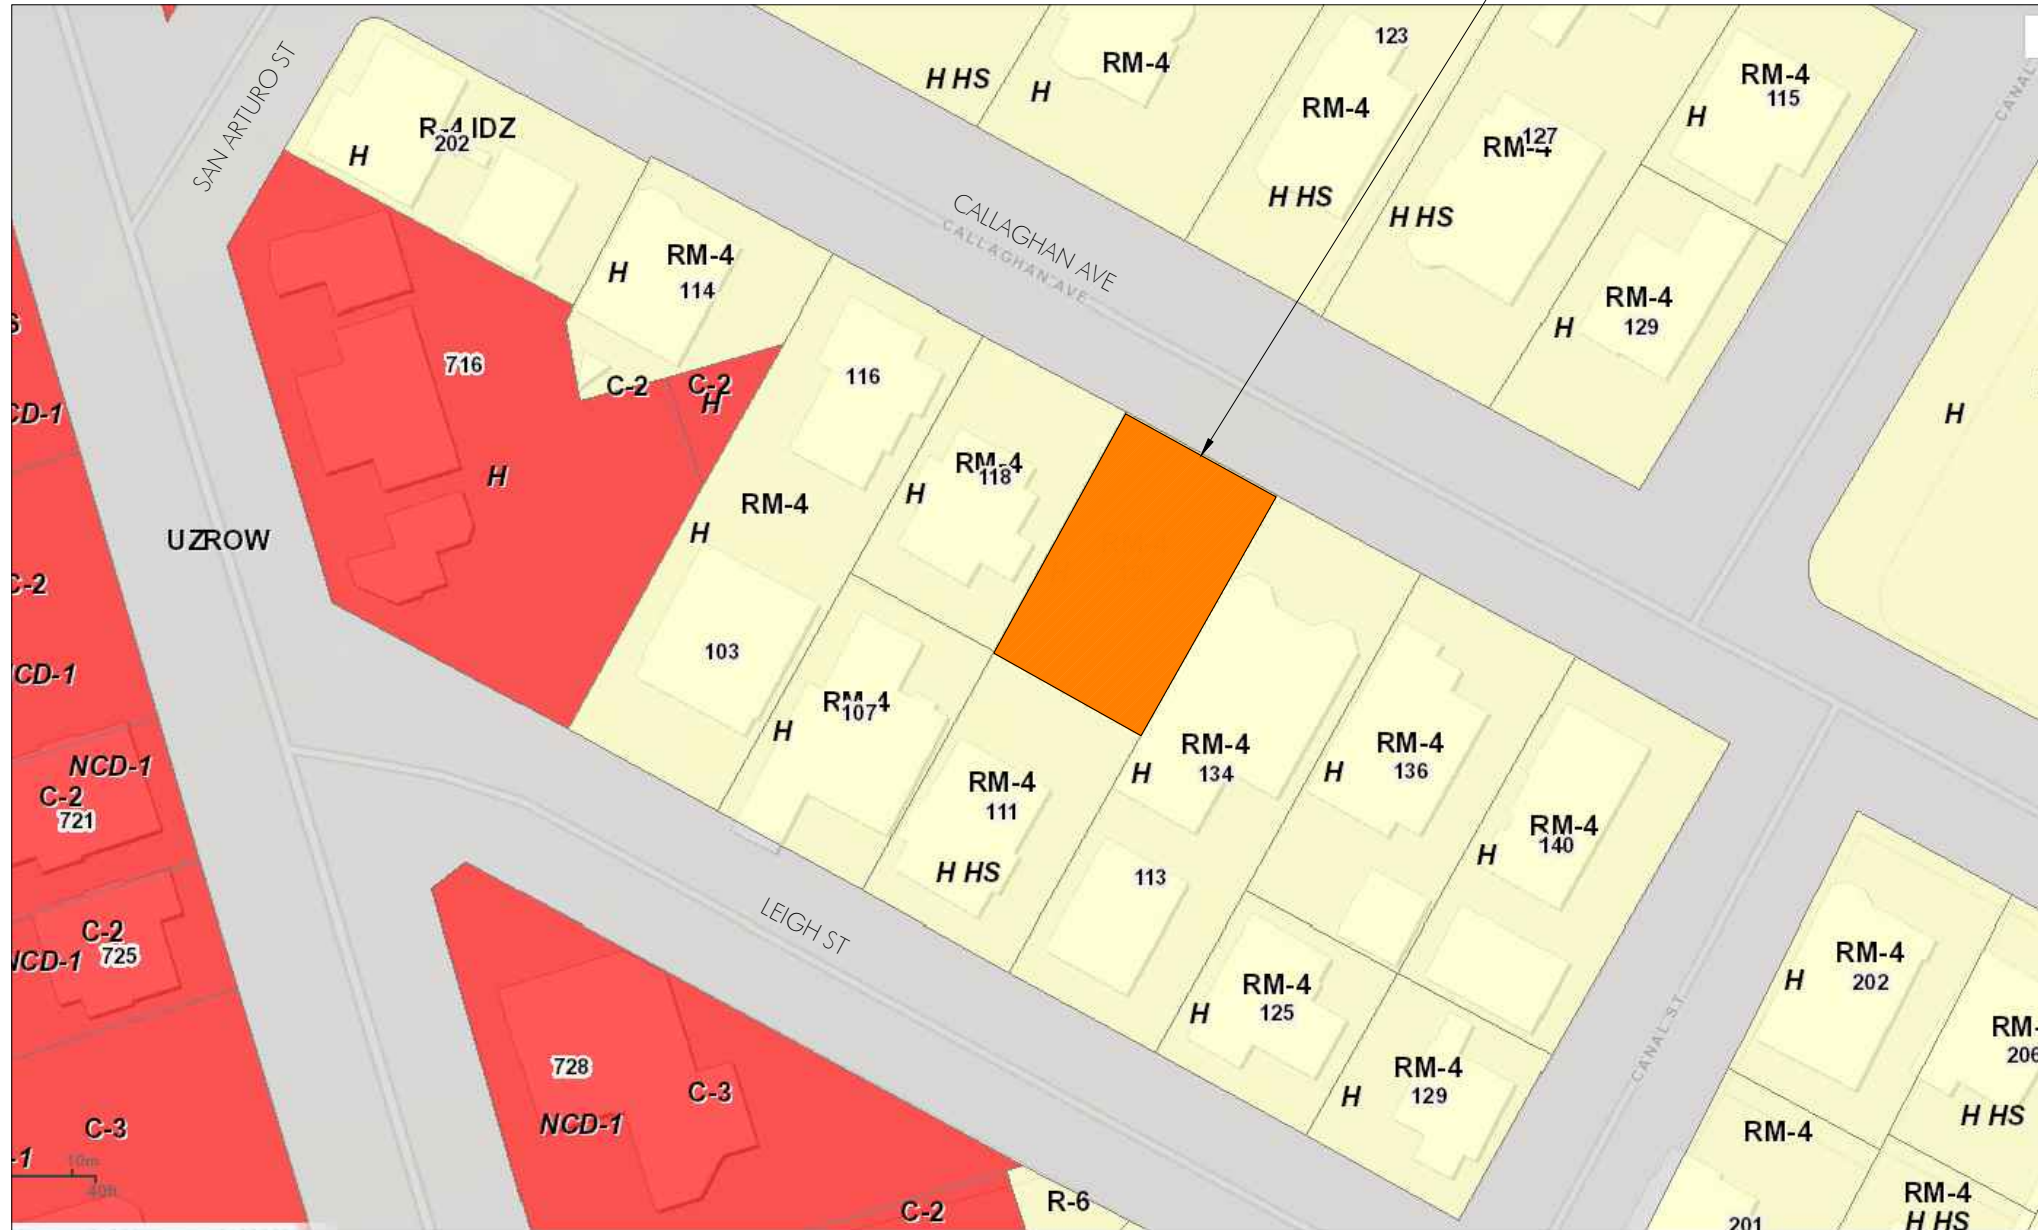 123
RM-4
H HS
H
RM-4
RM-4
115
H
CANAL
SAN ARTURO ST
R-4 IDZ
202
H
RM-4
127
H HS
H HS
CALLAGHAN AVE
CALLAGHAN AVE
RM-4
114
H
RM-4
129
H
716
C-2
C-2
H
116
CD-1
H
H
RM-4
118
H
RM-4
H
UZROW
C-2
CD-1
103
RM-4
107
H
RM-4
111
H HS
RM-4
134
H
RM-4
136
H
RM-4
140
H
NCD-1
C-2
721
113
C-2
725
NCD-1
LEIGH ST
RM-4
125
H
RM-4
129
H
CANAL ST
RM-4
202
H
RM-
206
H HS
728
C-3
NCD-1
C-3
-1
10m
40ft
RM-4
RM-4
H HS
C-2
R-6
201